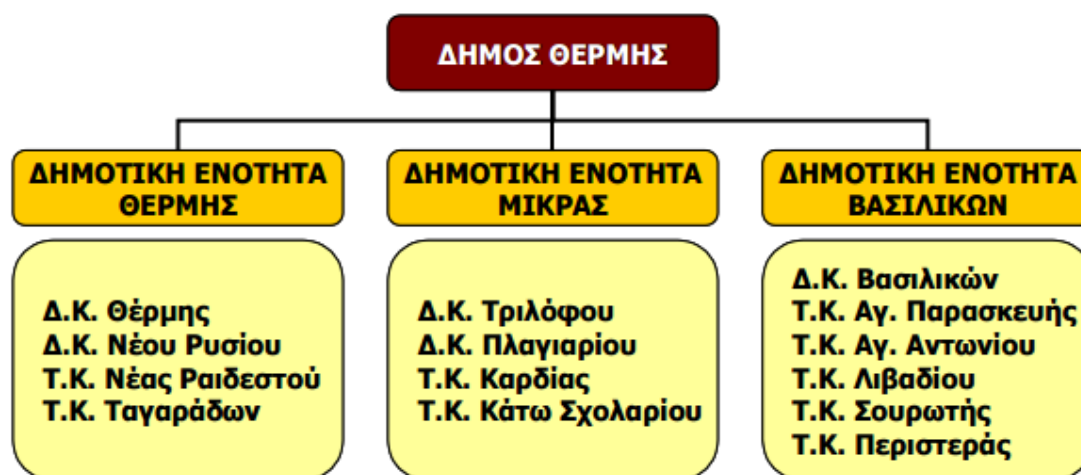 ΔΗΜΟΣ ΘΕΡΜΗΣ
ΔΗΜΟΤΙΚΗ ΕΝΟΤΗΤΑ
ΘΕΡΜΗΣ
Δ.Κ. Θέρμης
Δ.Κ. Νέου Ρυσίου
Τ.Κ. Νέας Ραιδεστού
Τ.Κ. Ταγαράδων
ΔΗΜΟΤΙΚΗ ΕΝΟΤΗΤΑ
ΜΙΚΡΑΣ
Δ.Κ. Τριλόφου
Δ.Κ. Πλαγιαρίου
Τ.Κ. Καρδίας
Τ.Κ. Κάτω Σχολαρίου
ΔΗΜΟΤΙΚΗ ΕΝΟΤΗΤΑ
ΒΑΣΙΛΙΚΩΝ
Δ.Κ. Βασιλικών
Τ.Κ. Αγ. Παρασκευής
Τ.Κ. Αγ. Αντωνίου
Τ.Κ. Λιβαδίου
Τ.Κ. Σουρωτής
Τ.Κ. Περιστεράς